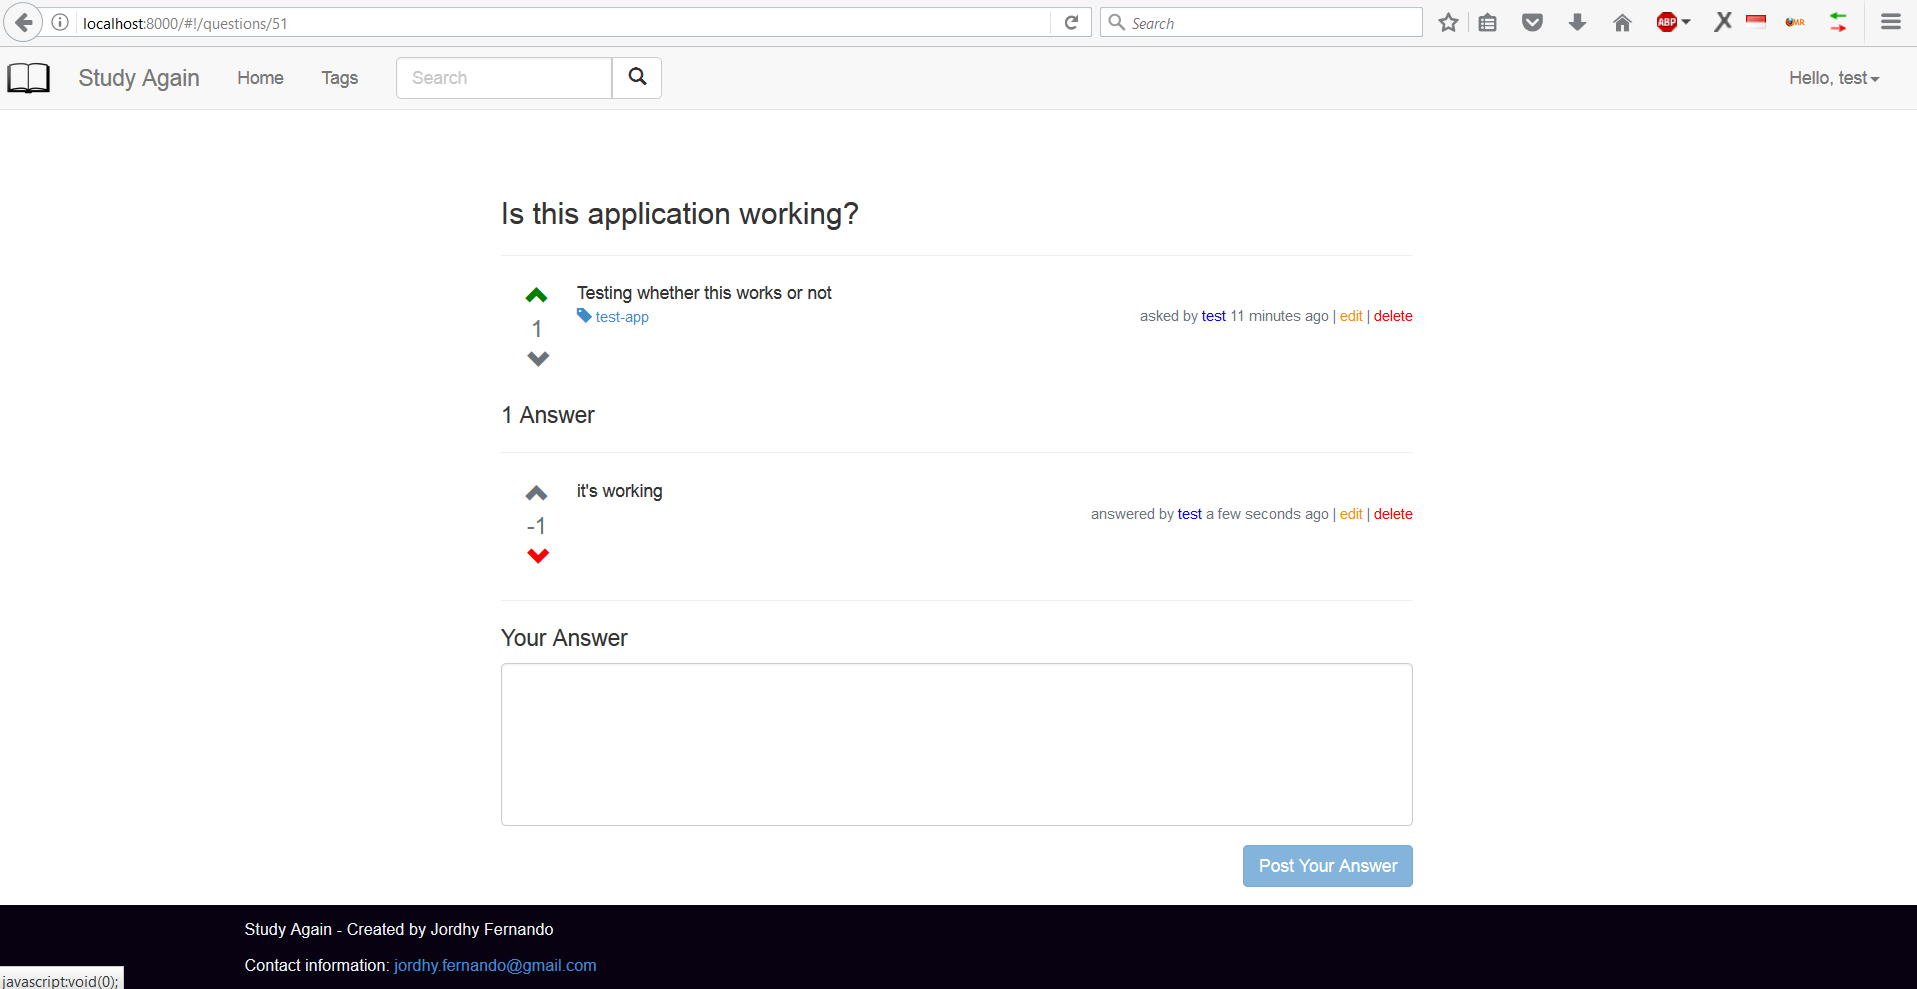 localhost:8000/#!/questions/51
Search
ABP
X
MR
Study Again Home Tags Search Hello, test
Is this application working?
Testing whether this works or not
1
test-app
asked by test 11 minutes ago | edit | delete
1 Answer
it's working
-1
answered by test a few seconds ago | edit | delete
Your Answer
Post Your Answer
Study Again - Created by Jordhy Fernando
Contact information: jordhy.fernando@gmail.com
javascript:void(0);